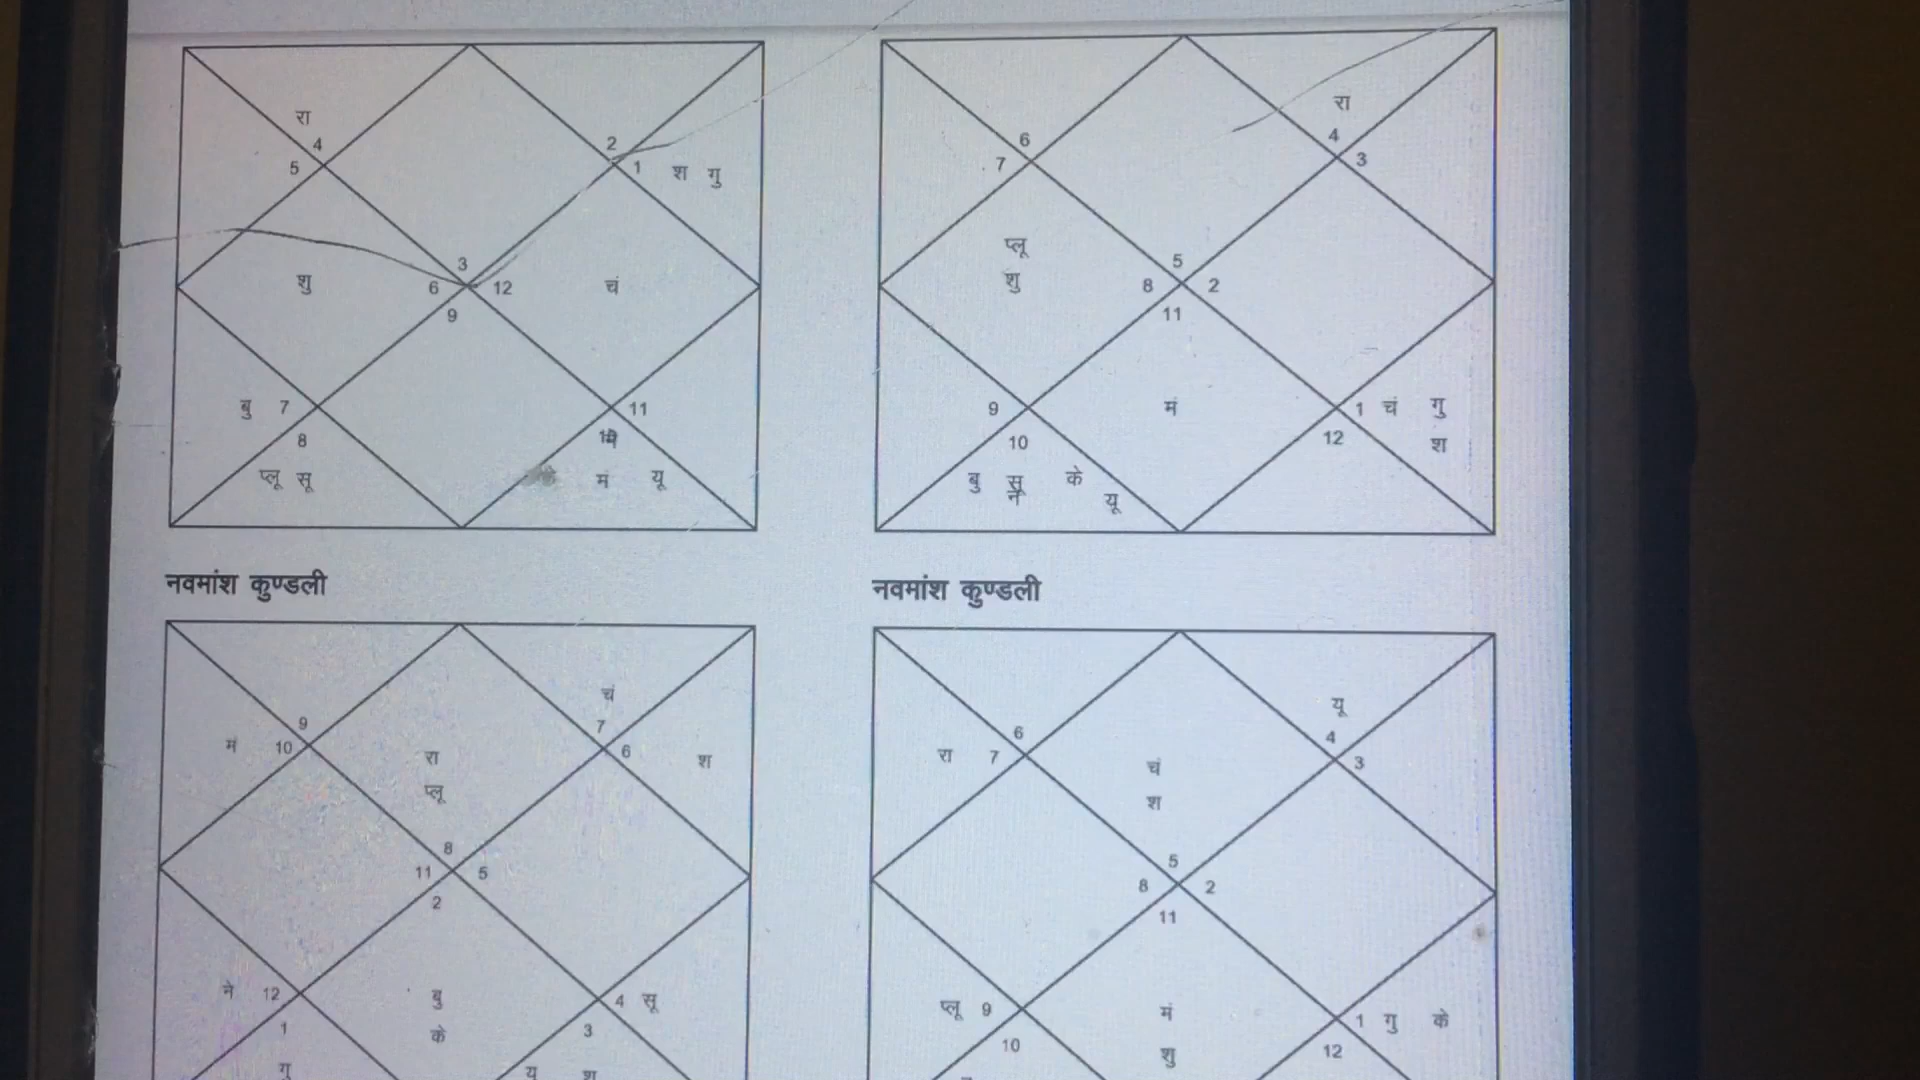 रा
4
5
2
1 श गु
शु
3
6 12
9
चं
बु 7
8
प्लू सू
11
मं यू
रा
4
3
6
7
प्लू
शु
5
8 2
11
9
10
बु सू के
ने
यू
मं
1 चं गु
श
12
नवमांश कुण्डली
नवमांश कुण्डली
9
मं 10
रा
प्लू
चं
7
6 श
8
11 5
2
ने 12
1
गु
बु
के
4 सू
3
6
रा 7
चं
श
यू
4
3
5
8 2
11
प्लू 9
10
मं
शु
1 गु के
12